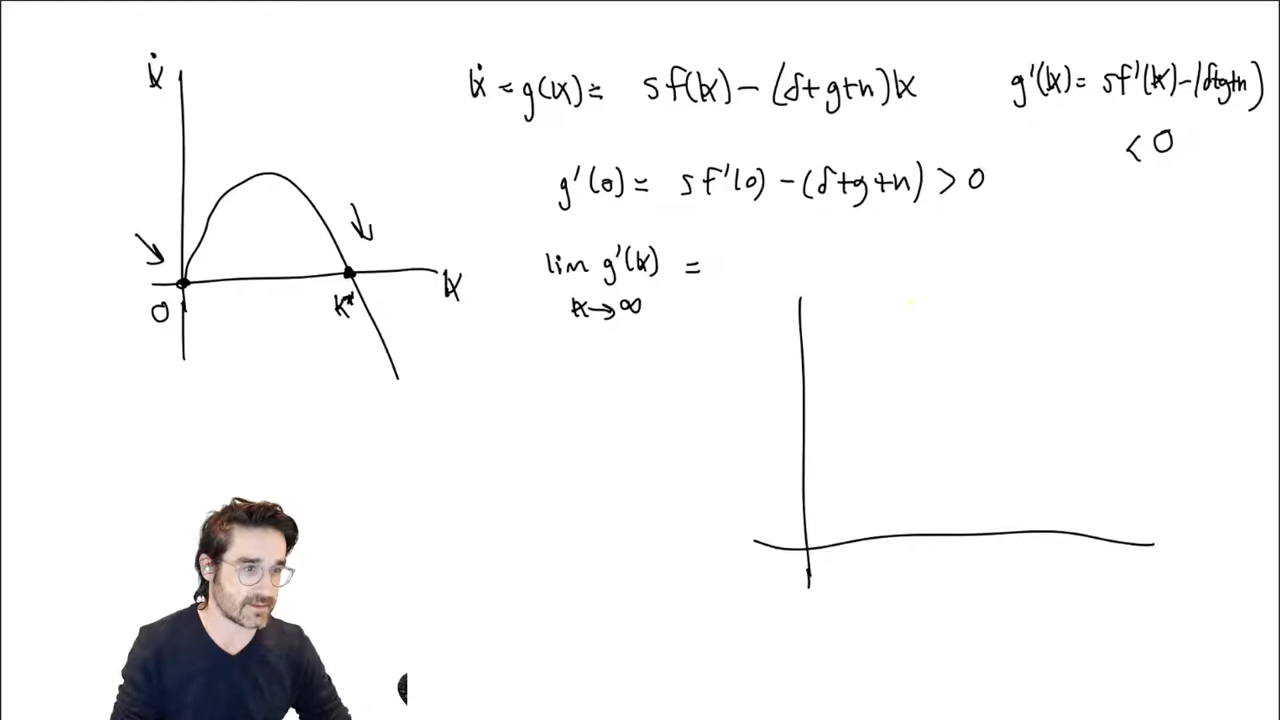 k̇
0
k*
k
k̇ = g(k) = sf(k) - (δ+g+n)k
g'(k) = sf'(k) - (δ+g+n)
< 0
g'(0) = sf'(0) - (δ+g+n) > 0
lim g'(k) =
k→∞